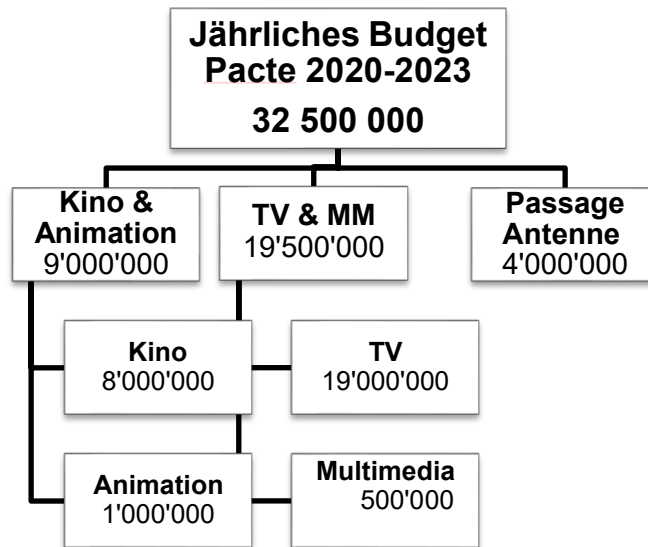 Jährliches Budget
Pacte 2020-2023
32 500 000
Kino &
Animation
9'000'000
TV & MM
19'500'000
Passage
Antenne
4'000'000
Kino
8'000'000
TV
19'000'000
Animation
1'000'000
Multimedia
500'000